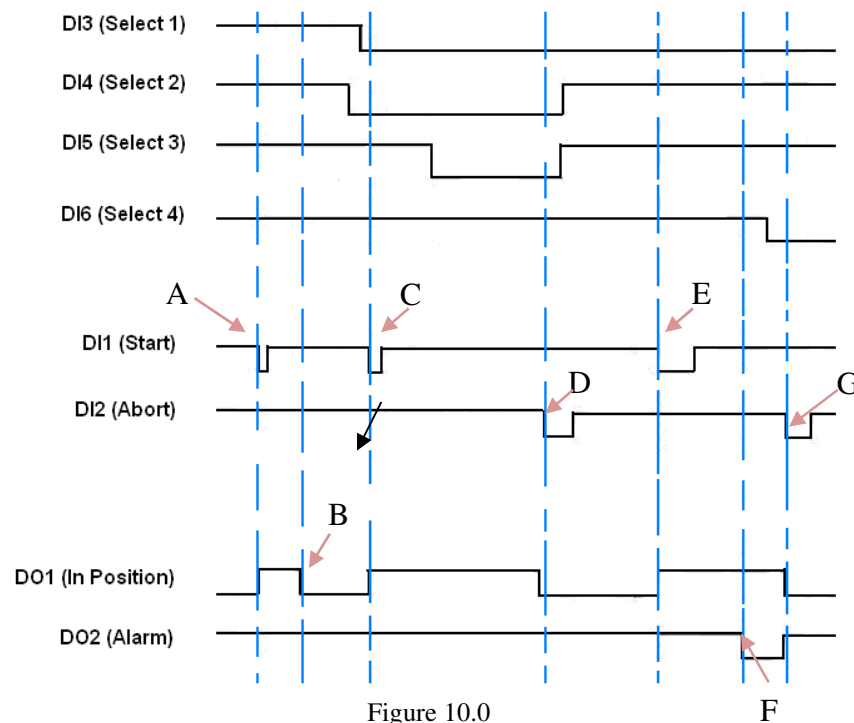 DI3 (Select 1)
DI4 (Select 2)
DI5 (Select 3)
DI6 (Select 4)
A
C
E
DI1 (Start)
D
G
DI2 (Abort)
B
DO1 (In Position)
DO2 (Alarm)
F
Figure 10.0